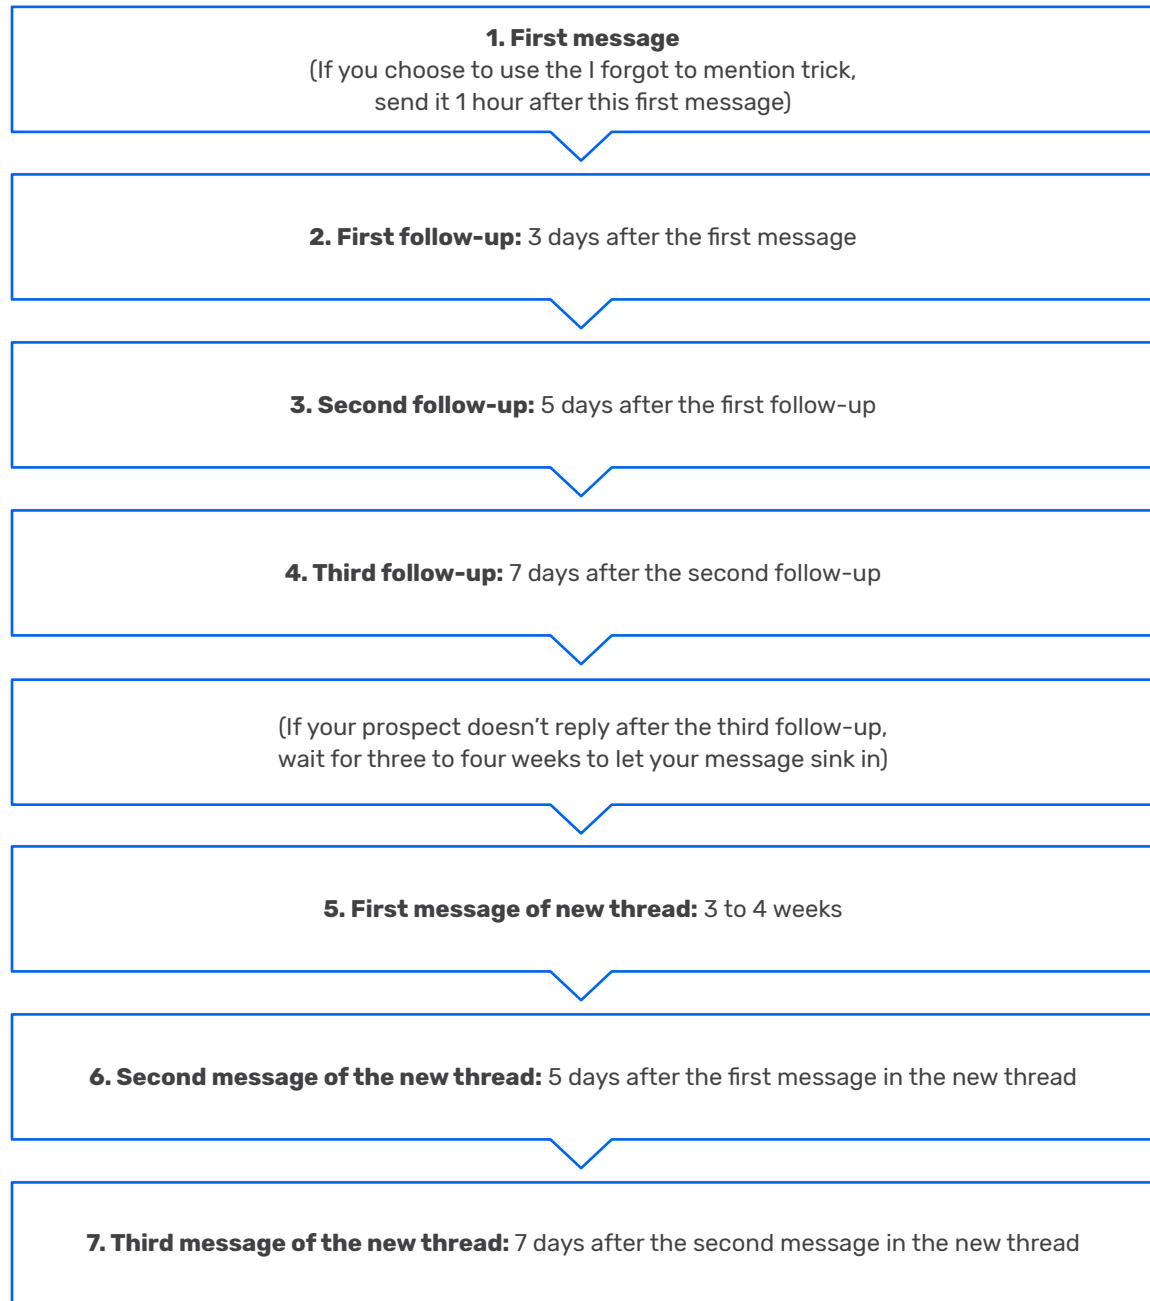 1. First message
(If you choose to use the I forgot to mention trick,
send it 1 hour after this first message)
2. First follow-up: 3 days after the first message
3. Second follow-up: 5 days after the first follow-up
4. Third follow-up: 7 days after the second follow-up
(If your prospect doesn’t reply after the third follow-up,
wait for three to four weeks to let your message sink in)
5. First message of new thread: 3 to 4 weeks
6. Second message of the new thread: 5 days after the first message in the new thread
7. Third message of the new thread: 7 days after the second message in the new thread